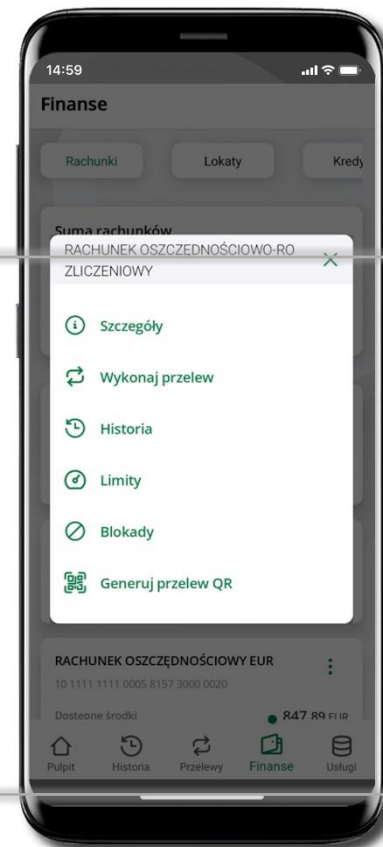 14:59
Finanse
Rachunki
Lokaty
Kredy
Suma rachunków
RACHUNEK OSZCZĘDNOŚCIOWO-RO
ZLICZENIOWY
Szczegóły
Wykonaj przelew
Historia
Limity
Blokady
Generuj przelew QR
RACHUNEK OSZCZĘDNOŚCIOWY EUR
10 1111 1111 0005 8157 3000 0020
Dostępne środki
847,89 EUR
Pulpit
Historia
Przelewy
Finanse
Usługi